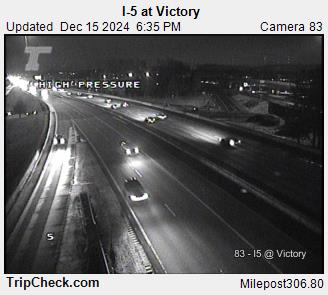 I-5 at Victory
Updated Dec 15 2024 6:35 PM Camera 83
HIGH PRESSURE
S
83 - I5 @ Victory
TripCheck.com Milepost306.80